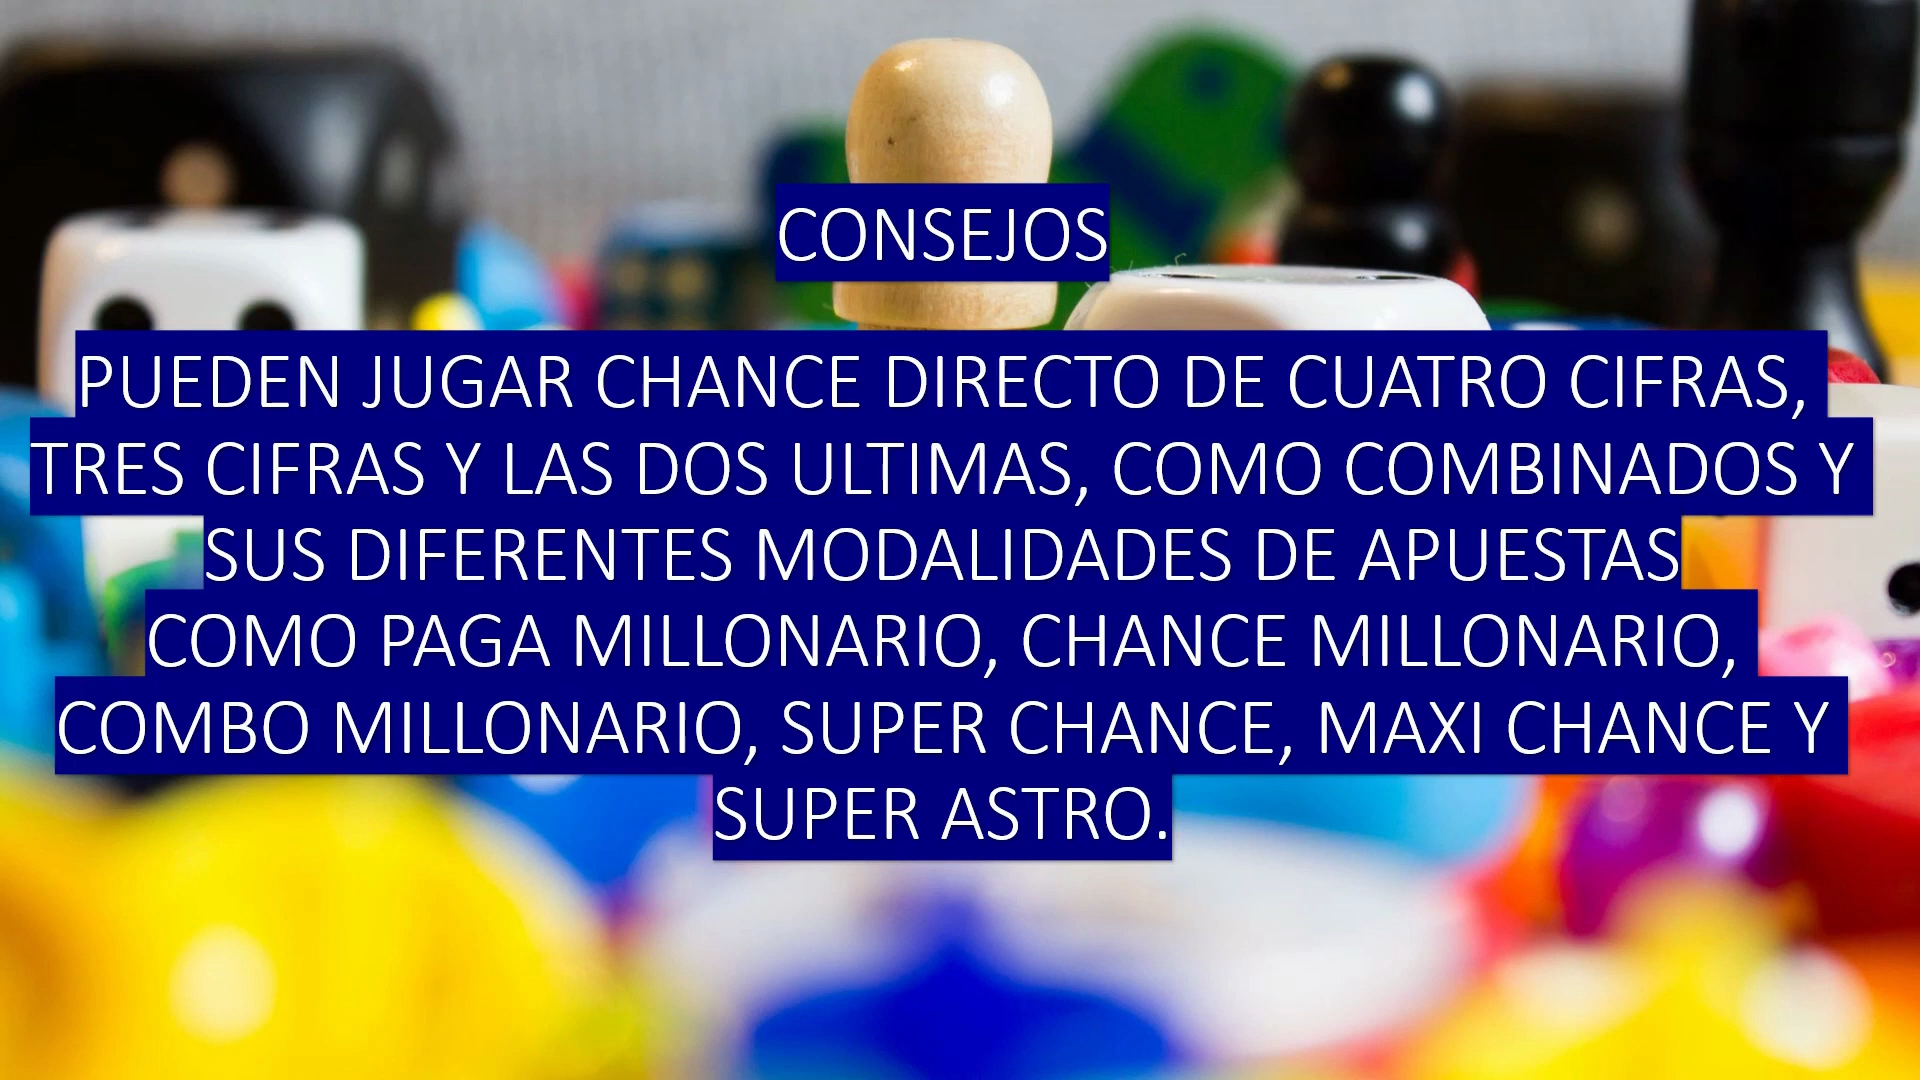 CONSEJOS
PUEDEN JUGAR CHANCE DIRECTO DE CUATRO CIFRAS,
TRES CIFRAS Y LAS DOS ULTIMAS, COMO COMBINADOS Y
SUS DIFERENTES MODALIDADES DE APUESTAS
COMO PAGA MILLONARIO, CHANCE MILLONARIO,
COMBO MILLONARIO, SUPER CHANCE, MAXI CHANCE Y
SUPER ASTRO.